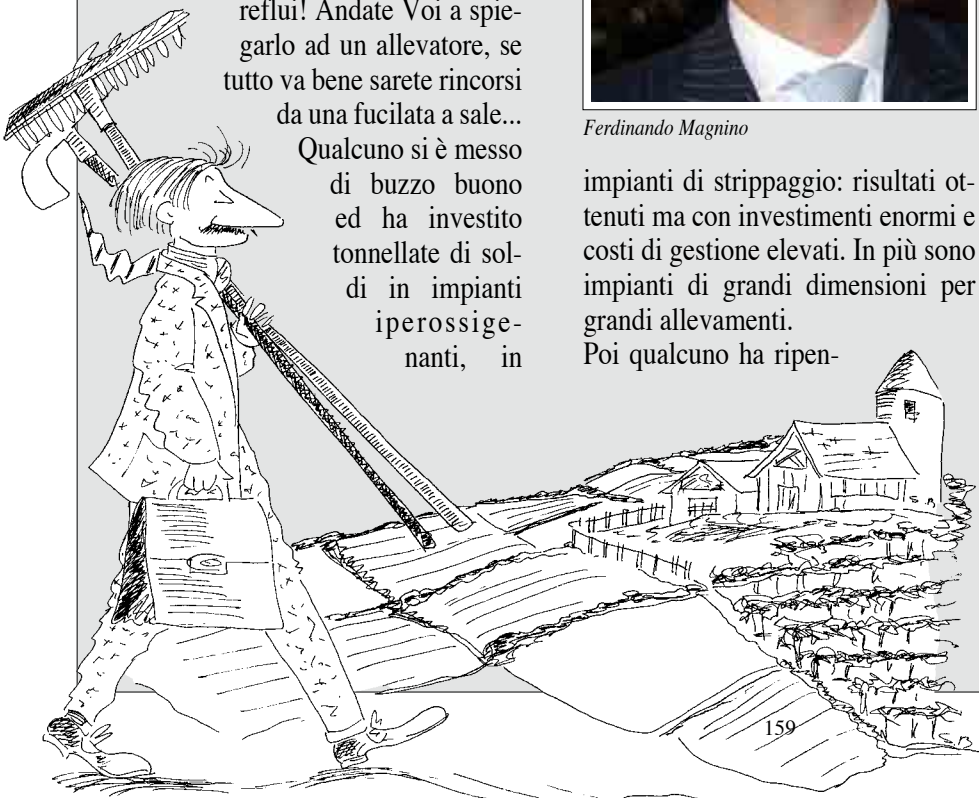 reflui! Andate Voi a spie-
garlo ad un allevatore, se
tutto va bene sarete rincorsi
da una fucilata a sale...
Qualcuno si è messo
di buzzo buono
ed ha investito
tonnellate di sol-
di in impianti
iperossige-
nanti, in
Ferdinando Magnino
impianti di strippaggio: risultati ot-
tenuti ma con investimenti enormi e
costi di gestione elevati. In più sono
impianti di grandi dimensioni per
grandi allevamenti.
Poi qualcuno ha ripen-
159